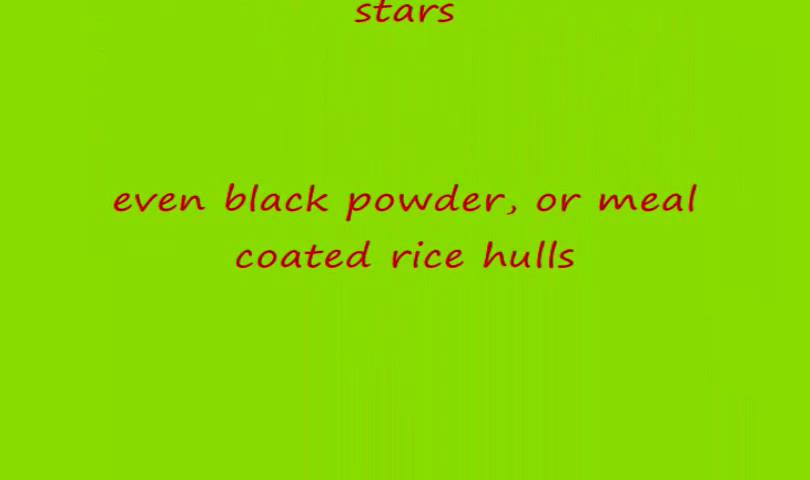 stars
even black powder, or meal
coated rice hulls